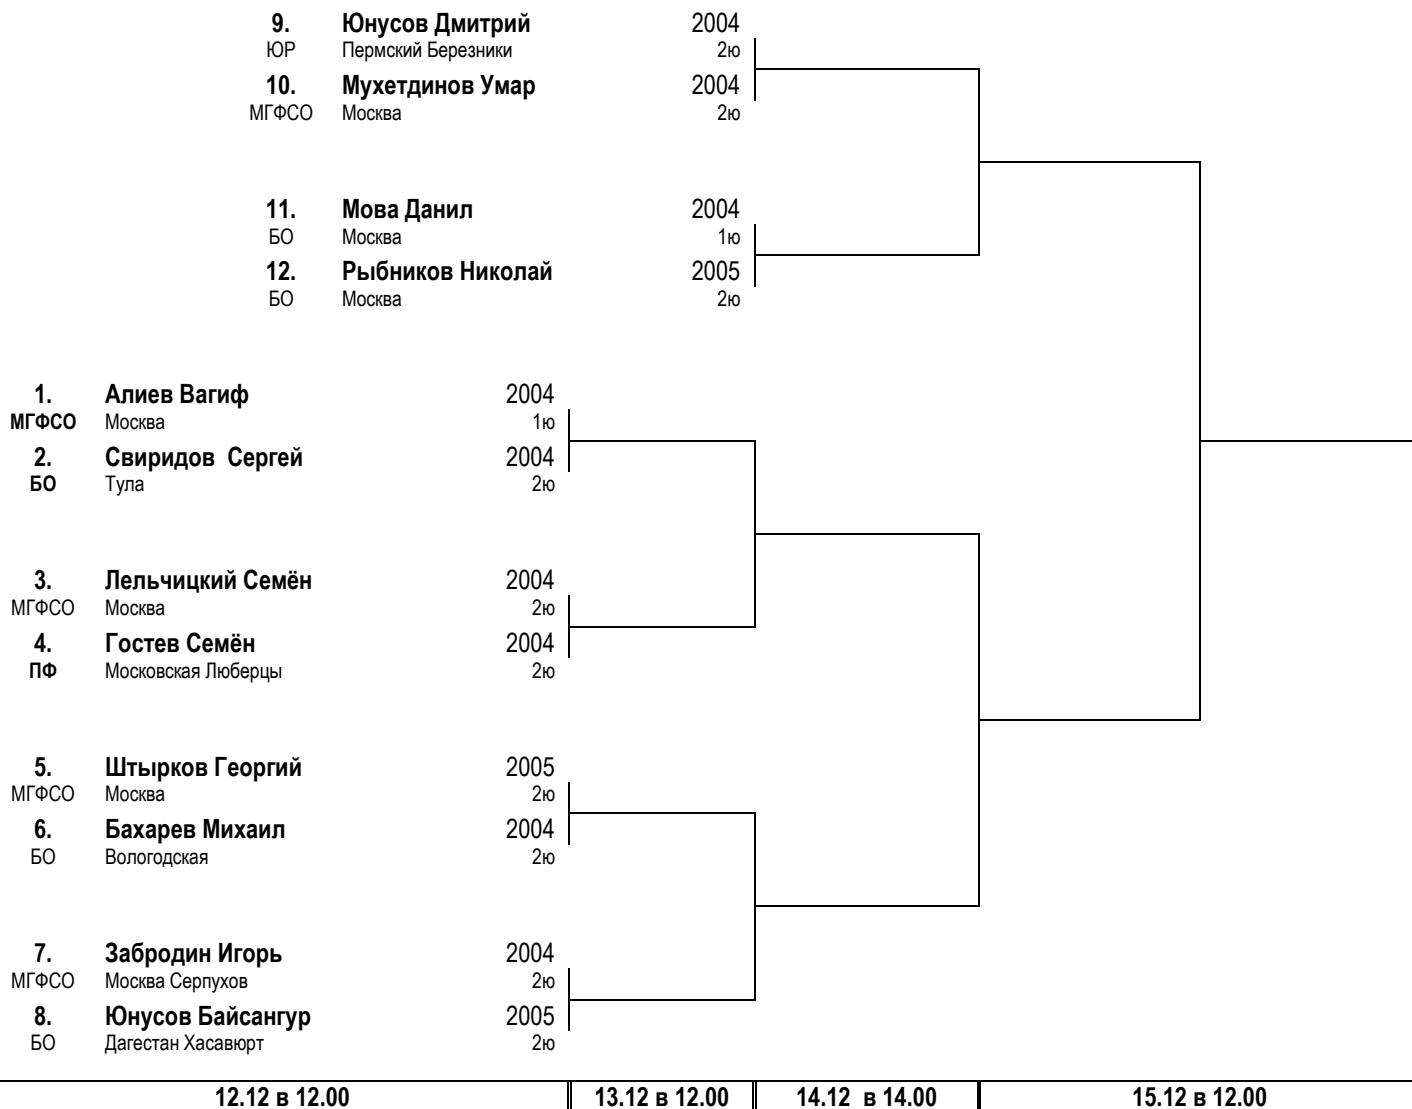 9. Юнусов Дмитрий 2004
ЮР Пермский Березники 2ю
10. Мухетдинов Умар 2004
МГФСО Москва 2ю
11. Мова Данил 2004
БО Москва 1ю
12. Рыбников Николай 2005
БО Москва 2ю
1. Алиев Вагиф 2004
МГФСО Москва 1ю
2. Свиридов Сергей 2004
БО Тула 2ю
3. Лельчицкий Семён 2004
МГФСО Москва 2ю
4. Гостев Семён 2004
ПФ Московская Люберцы 2ю
5. Штырков Георгий 2005
МГФСО Москва 2ю
6. Бахарев Михаил 2004
БО Вологодская 2ю
7. Забродин Игорь 2004
МГФСО Москва Серпухов 2ю
8. Юнусов Байсангур 2005
БО Дагестан Хасавюрт 2ю
12.12 в 12.00 13.12 в 12.00 14.12 в 14.00 15.12 в 12.00